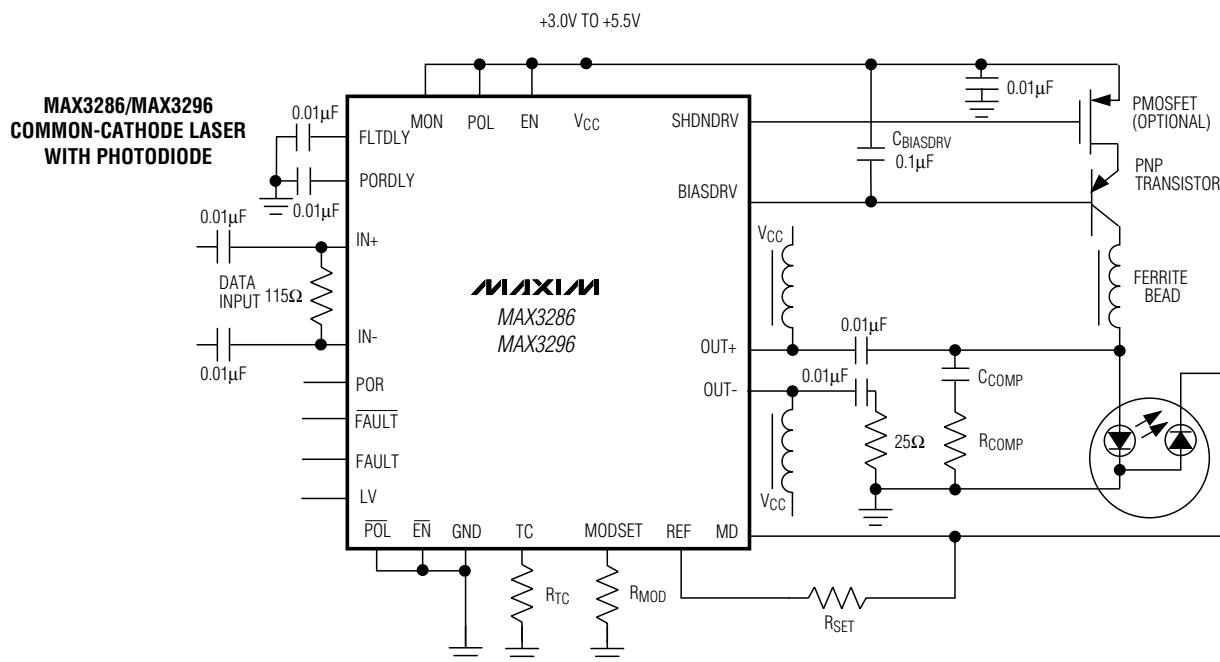 +3.0V TO +5.5V
MAX3286/MAX3296
COMMON-CATHODE LASER
WITH PHOTODIODE
0.01μF
0.01μF
0.01μF
0.01μF
DATA
INPUT
115Ω
FLTDLY
PORDLY
IN+
IN-
POR
FAULT
FAULT
LV
MON
POL
EN
VCC
SHDNDRV
BIASDRV
MAXIM
MAX3286
MAX3296
OUT+
OUT-
POL
EN
GND
TC
MODSET
REF
MD
0.01μF
PMOSFET
(OPTIONAL)
CBIASDRV
0.1μF
PNP
TRANSISTOR
VCC
FERRITE
BEAD
0.01μF
0.01μF
CCOMP
25Ω
RCOMP
VCC
RTC
RMOD
RSET